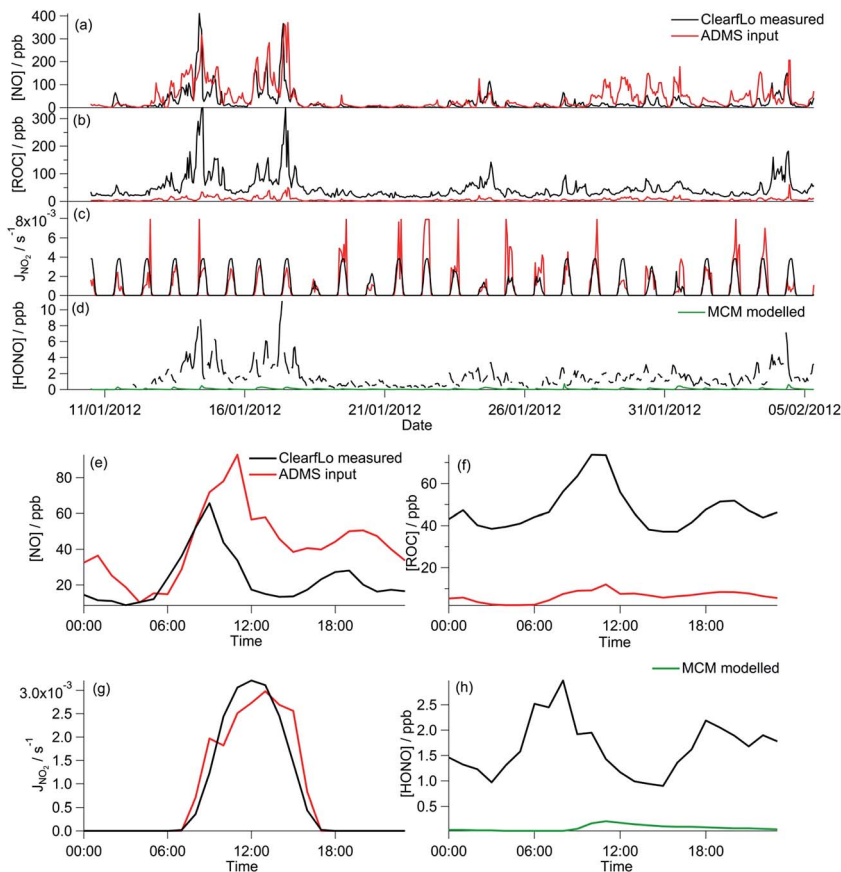 (a)
ClearfLo measured
ADMS input
[NO] / ppb
400
300
200
100
0
(b)
[ROC] / ppb
300
200
100
0
(c)
J_NO₂ / s⁻¹
8x10⁻³
6
4
2
0
(d)
MCM modelled
[HONO] / ppb
10
8
6
4
2
0
11/01/2012 16/01/2012 21/01/2012 26/01/2012 31/01/2012 05/02/2012
Date
(e)
ClearfLo measured
ADMS input
[NO] / ppb
80
60
40
20
00:00 06:00 12:00 18:00
Time
(f)
[ROC] / ppb
60
40
20
00:00 06:00 12:00 18:00
Time
(g)
J_NO₂ / s⁻¹
3.0x10⁻³
2.5
2.0
1.5
1.0
0.5
0.0
00:00 06:00 12:00 18:00
Time
MCM modelled
(h)
[HONO] / ppb
2.5
2.0
1.5
1.0
0.5
00:00 06:00 12:00 18:00
Time